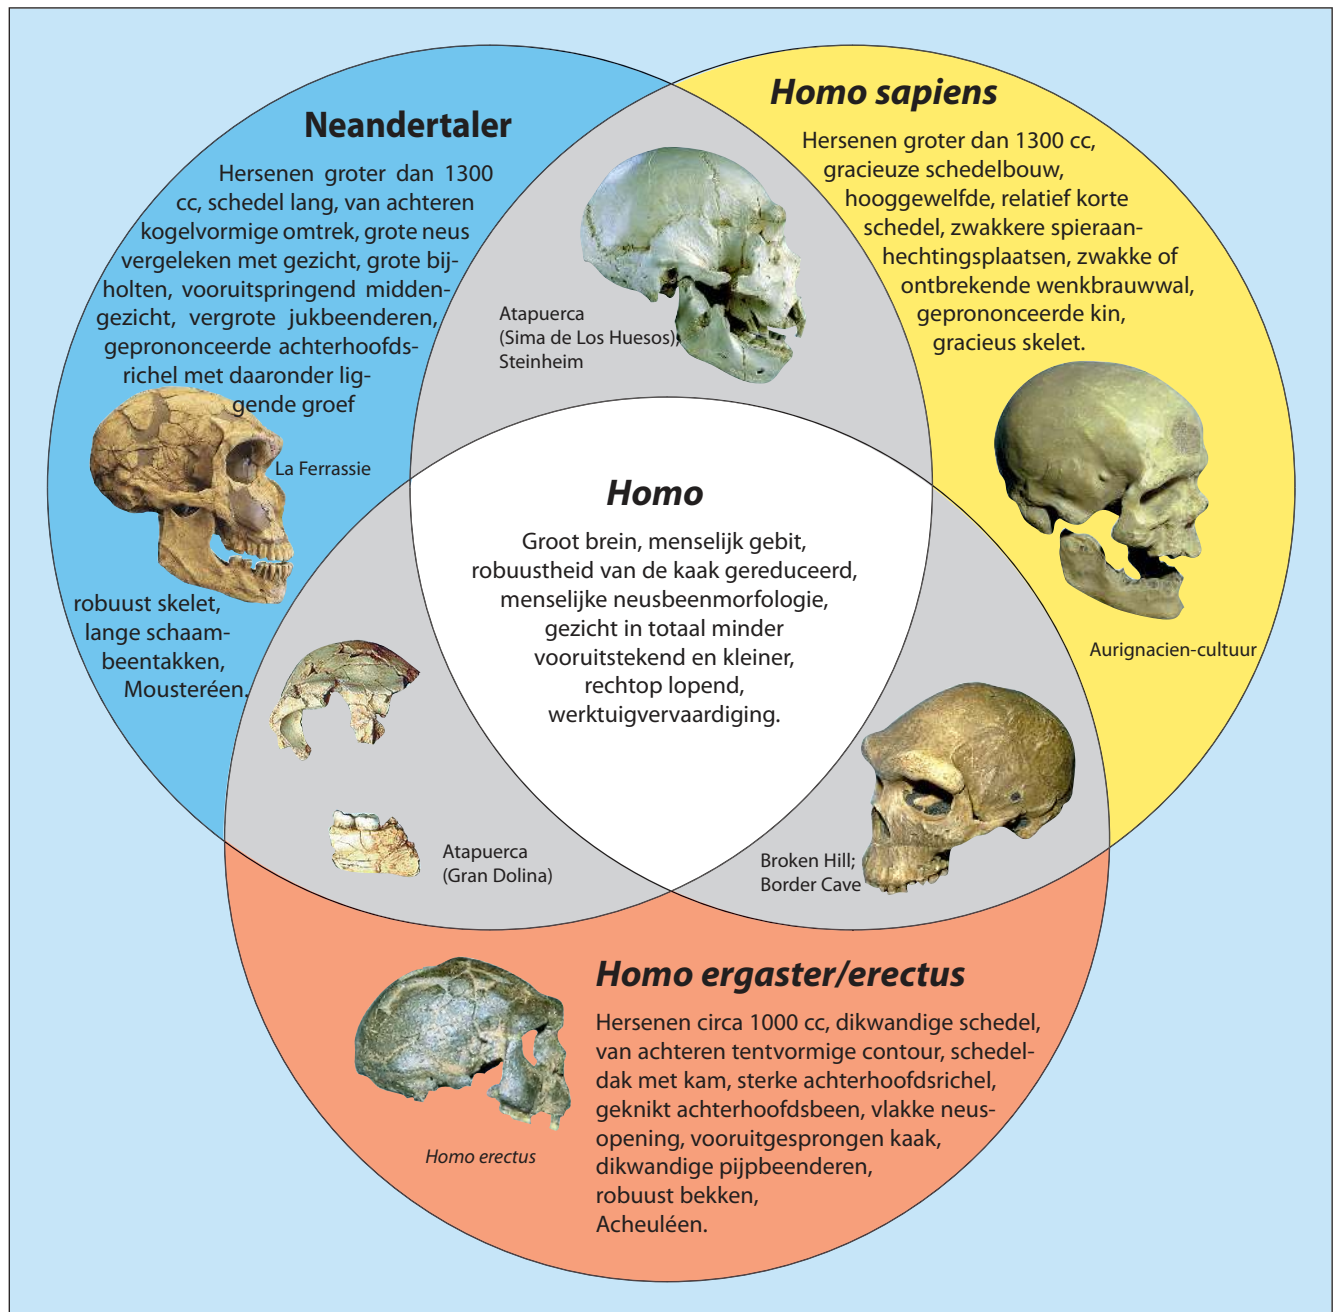 Neandertaler
Hersenen groter dan 1300
cc, schedel lang, van achteren
kogelvormige omtrek, grote neus
vergeleken met gezicht, grote bij-
holten, vooruitspringend midden-
gezicht, vergrote jukbeenderen,
geprononceerde achterhoofds-
richel met daaronder lig-
gende groef
La Ferrassie
robuust skelet,
lange schaam-
beentakken,
Mousteréen.
Homo sapiens
Hersenen groter dan 1300 cc,
gracieuze schedelbouw,
hooggewelfde, relatief korte
schedel, zwakkere spieraan-
hechtingsplaatsen, zwakke of
ontbrekende wenkbrauwwal,
geprononceerde kin,
gracieus skelet.
Aurignacien-cultuur
Atapuerca
(Sima de Los Huesos);
Steinheim
Homo
Groot brein, menselijk gebit,
robuustheid van de kaak gereduceerd,
menselijke neusbeenmorfologie,
gezicht in totaal minder
vooruitstekend en kleiner,
rechtop lopend,
werktuigvervaardiging.
Atapuerca
(Gran Dolina)
Broken Hill;
Border Cave
Homo ergaster/erectus
Hersenen circa 1000 cc, dikwandige schedel,
van achteren tentvormige contour, schedel-
dak met kam, sterke achterhoofdsrichel,
geknikt achterhoofdsbeen, vlakke neus-
opening, vooruitgesprongen kaak,
dikwandige pijpbeenderen,
robuust bekken,
Acheuléen.
Homo erectus